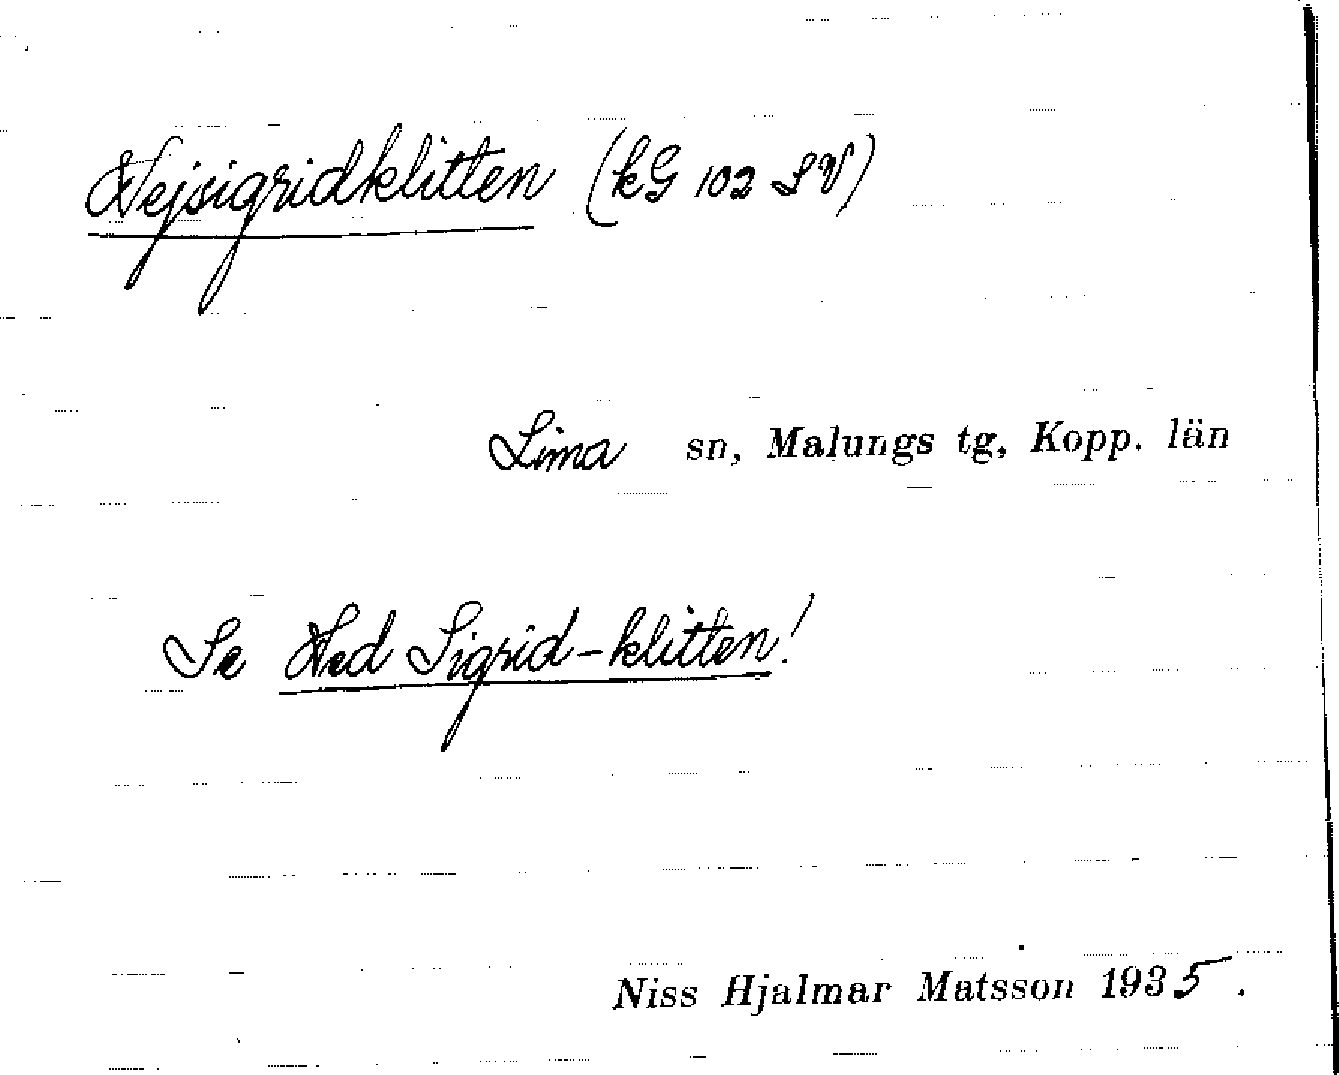 Hejsigridklitten (kG 102 SV)
Lima sn, Malungs tg, Kopp. län
Se Hed Sigrid-klitten!
Niss Hjalmar Matsson 1935.